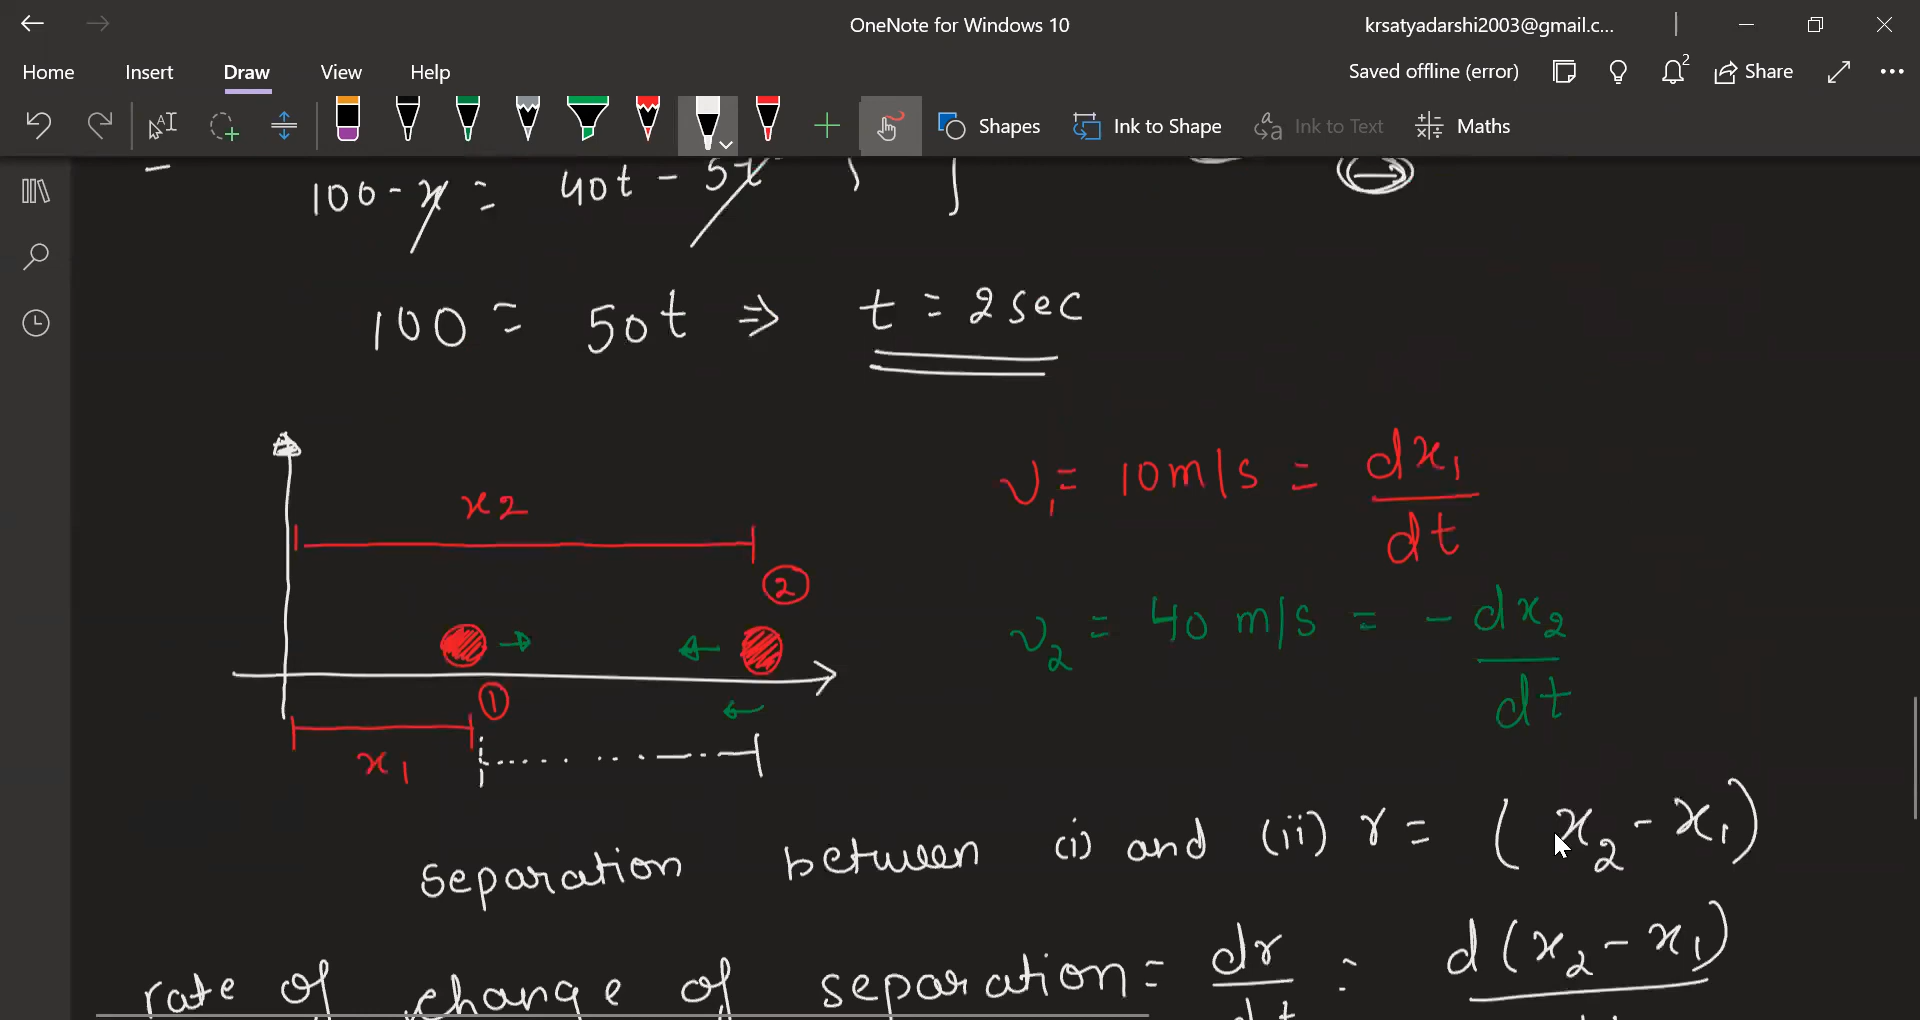 OneNote for Windows 10
krsatyadarshi2003@gmail.c...
Home Insert Draw View Help
Saved offline (error) 2 Share
Shapes Ink to Shape Ink to Text Maths
100 - x = 40t - 5t
100 = 50t ⇒ t = 2 sec
x2
v₁ = 10 m/s = dx₁/dt
2
v₂ = 40 m/s = - dx₂/dt
1
x₁
separation between (i) and (ii) r = (x₂ - x₁)
rate of change of separation = dr/dt = d(x₂ - x₁)